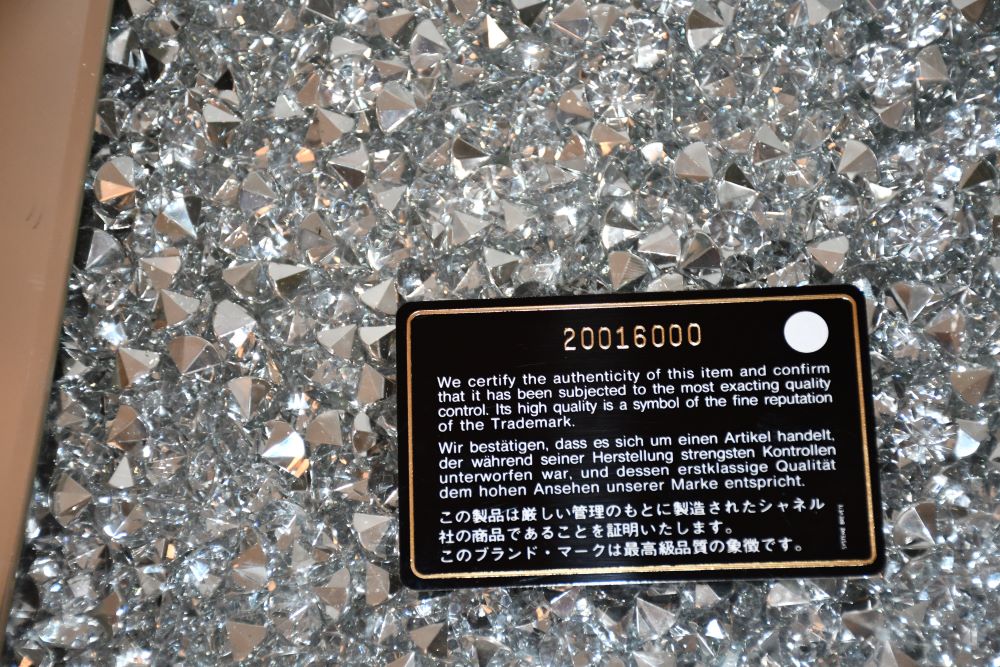 20016000
We certify the authenticity of this item and confirm
that it has been subjected to the most exacting quality
control. Its high quality is a symbol of the fine reputation
of the Trademark.
Wir bestätigen, dass es sich um einen Artikel handelt,
der während seiner Herstellung strengsten Kontrollen
unterworfen war, und dessen erstklassige Qualität
dem hohen Ansehen unserer Marke entspricht.
この製品は厳しい管理のもとに製造されたシャネル
社の商品であることを証明いたします。
このブランド・マークは最高級品質の象徴です。
SYSTEME BREVETE